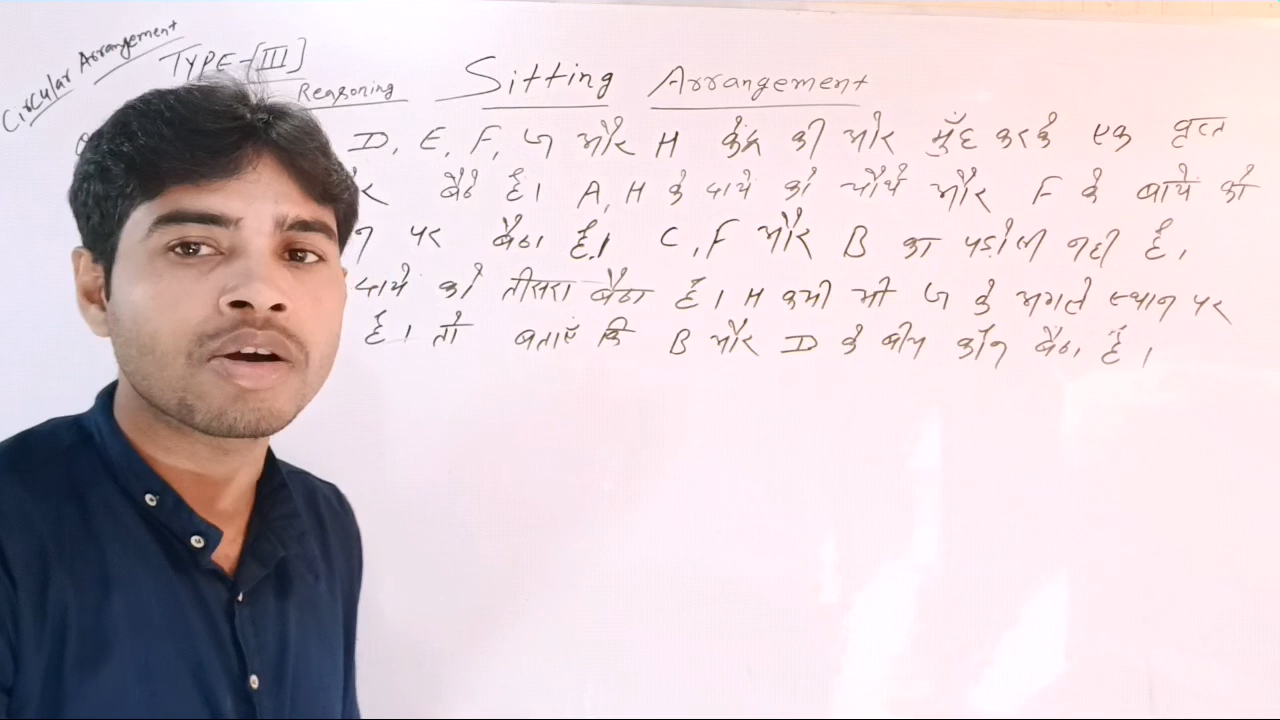 Circular Arrangement
TYPE-[III]
Reasoning Sitting Arrangement
D, E, F, G और H केंद्र की ओर मुँह करके एक वृत्त
बैठे हैं। A, H के दायें को चौथे और F के बायें को
पर बैठा है। C, F और B का पड़ोसी नही है,
दायें को तीसरा बैठा है। H कभी भी G के अगले स्थान पर
है। तो बताएँ कि B और D के बीच कौन बैठा है।